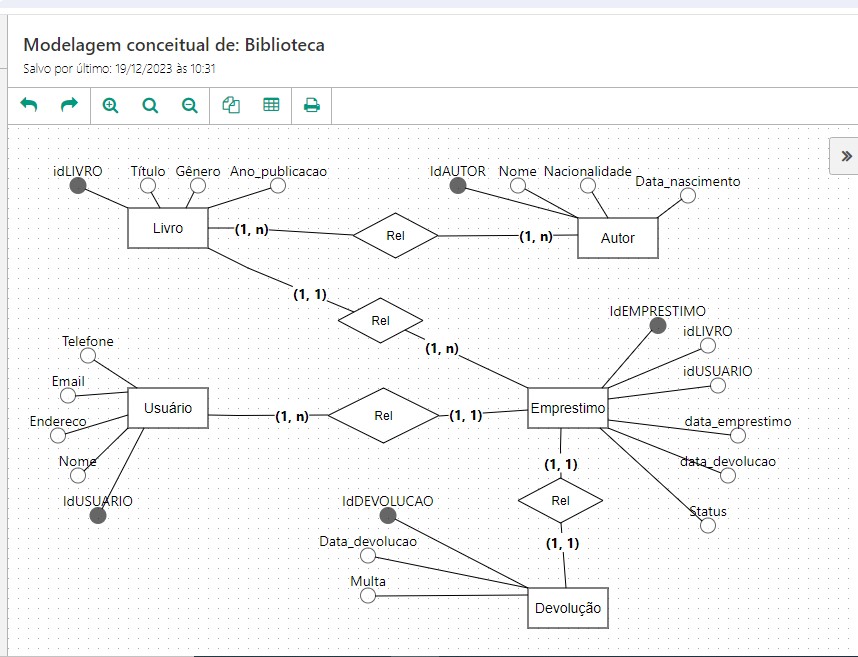 Modelagem conceitual de: Biblioteca
Salvo por último: 19/12/2023 às 10:31
idLIVRO Título Gênero Ano_publicacao
IdAUTOR Nome Nacionalidade
Data_nascimento
Livro (1, n) Rel (1, n) Autor
(1, 1)
Rel
(1, n)
IdEMPRESTIMO
idLIVRO
idUSUARIO
data_emprestimo
data_devolucao
Status
Telefone
Email
Endereco
Nome
IdUSUARIO
Usuário (1, n) Rel (1, 1) Emprestimo
(1, 1)
Rel
(1, 1)
IdDEVOLUCAO
Data_devolucao
Multa
Devolução